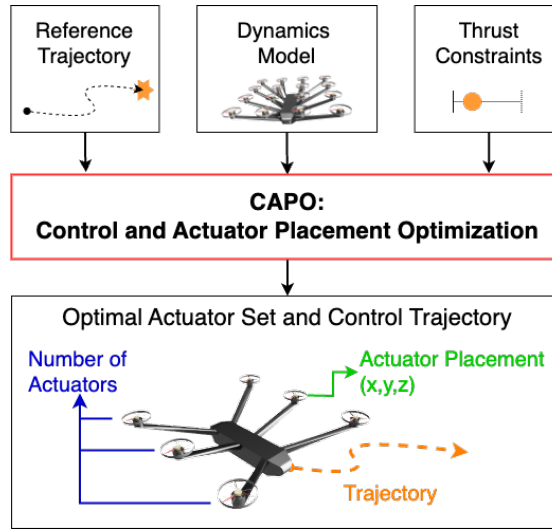 Reference
Trajectory
Dynamics
Model
Thrust
Constraints
CAPO:
Control and Actuator Placement Optimization
Optimal Actuator Set and Control Trajectory
Number of
Actuators
Actuator Placement
(x,y,z)
Trajectory